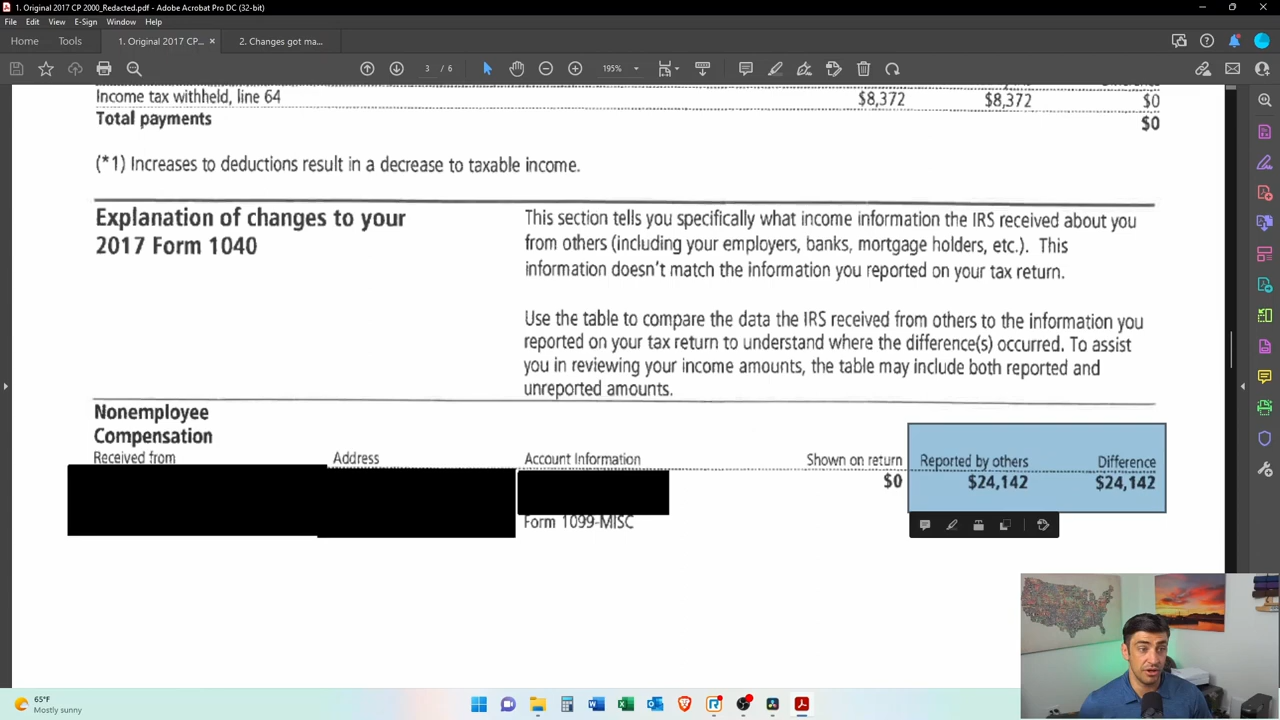 1. Original 2017 CP 2000_Redacted.pdf - Adobe Acrobat Pro DC (32-bit)
File Edit View E-Sign Window Help
Home Tools 1. Original 2017 CP... × 2. Changes got ma...
3 / 6 195%
Income tax withheld, line 64 $8,372 $8,372 $0
Total payments $0
(*1) Increases to deductions result in a decrease to taxable income.
Explanation of changes to your
2017 Form 1040
This section tells you specifically what income information the IRS received about you
from others (including your employers, banks, mortgage holders, etc.). This
information doesn't match the information you reported on your tax return.
Use the table to compare the data the IRS received from others to the information you
reported on your tax return to understand where the difference(s) occurred. To assist
you in reviewing your income amounts, the table may include both reported and
unreported amounts.
Nonemployee
Compensation
Received from Address Account Information Shown on return Reported by others Difference
$0 $24,142 $24,142
Form 1099-MISC
65°F
Mostly sunny